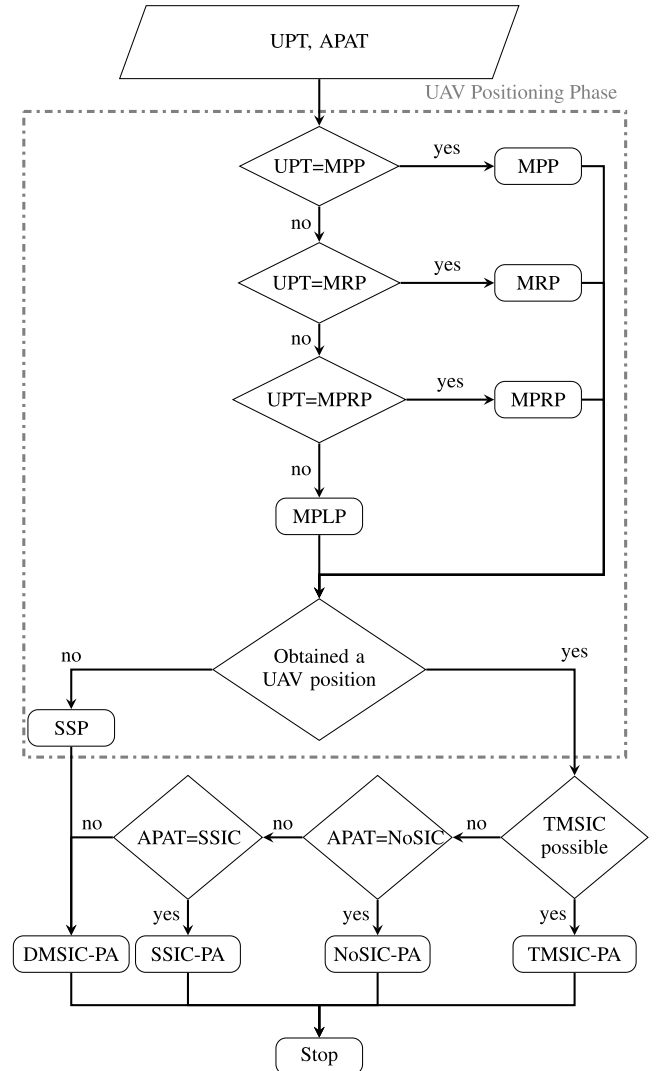 UPT, APAT
UAV Positioning Phase
UPT=MPP
yes
MPP
no
UPT=MRP
yes
MRP
no
UPT=MPRP
yes
MPRP
no
MPLP
Obtained a
UAV position
no
yes
SSP
TMSIC
possible
no
APAT=NoSIC
no
APAT=SSIC
no
yes
yes
yes
DMSIC-PA
SSIC-PA
NoSIC-PA
TMSIC-PA
Stop